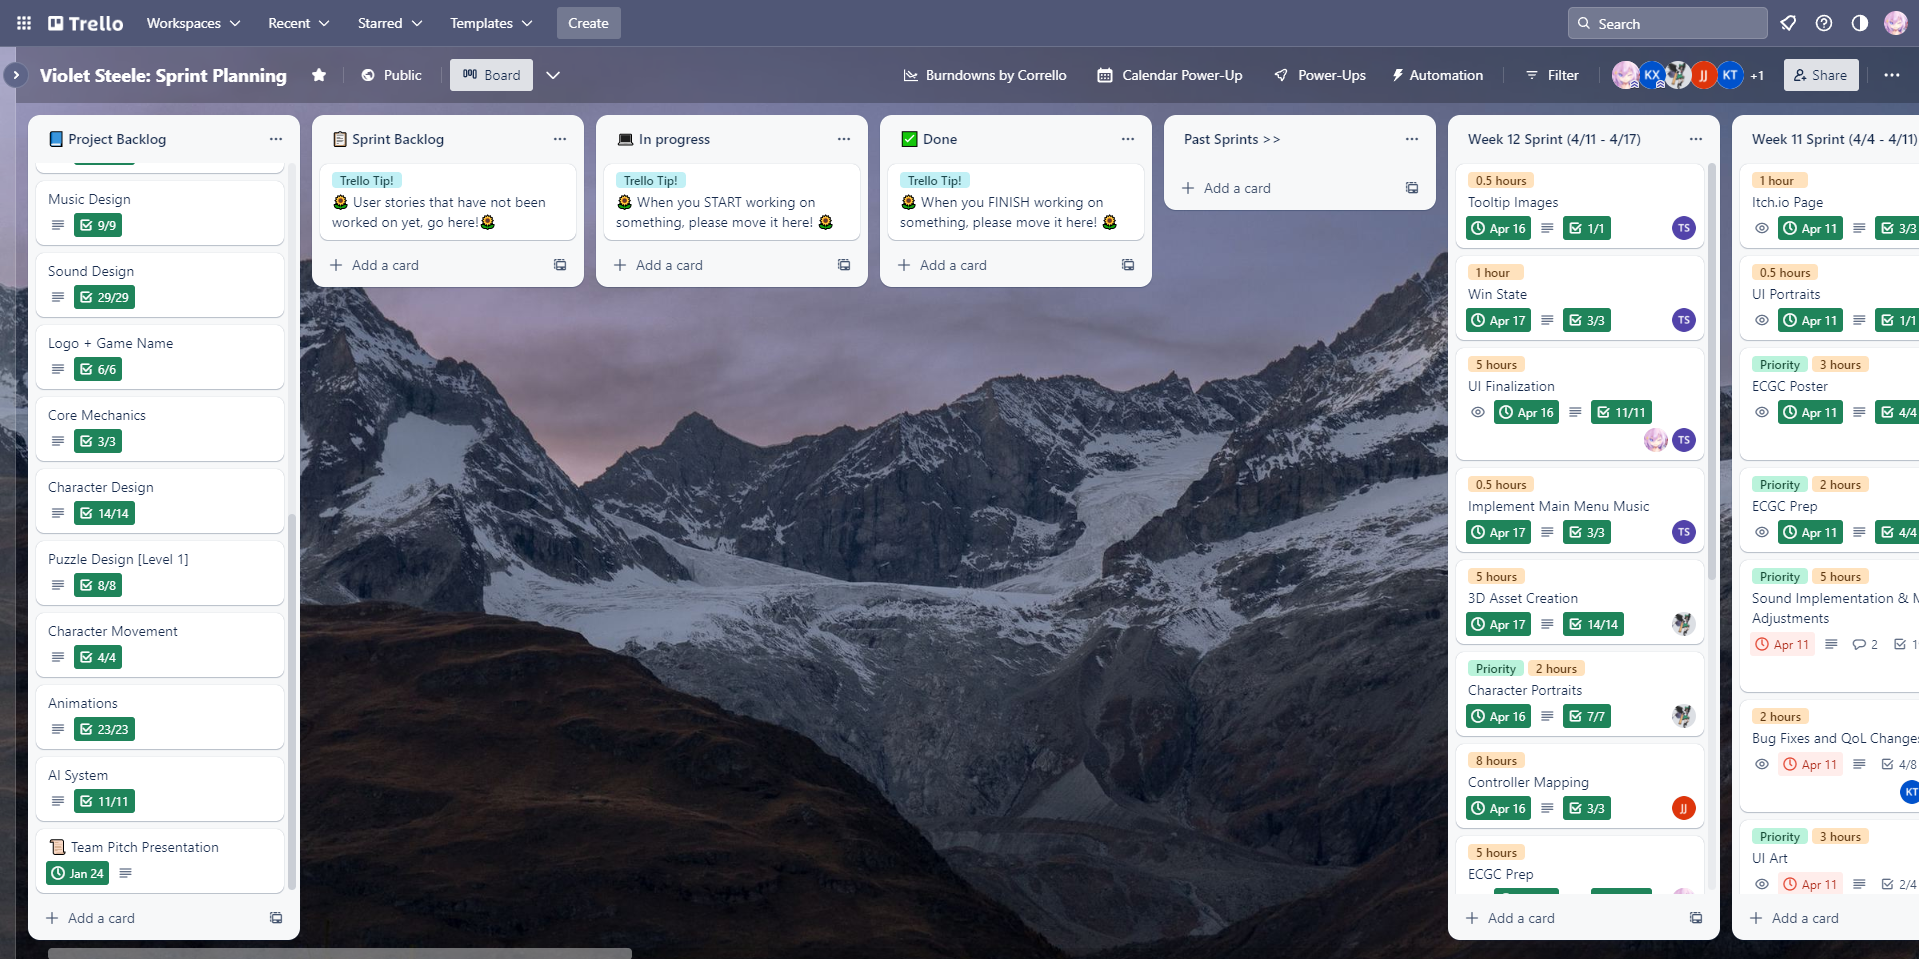 Trello
Workspaces
Recent
Starred
Templates
Create
Search
Violet Steele: Sprint Planning
Public
Board
Burndowns by Corrello
Calendar Power-Up
Power-Ups
Automation
Filter
KX
JJ
KT
+1
Share
📘 Project Backlog
Music Design
9/9
Sound Design
29/29
Logo + Game Name
6/6
Core Mechanics
3/3
Character Design
14/14
Puzzle Design [Level 1]
8/8
Character Movement
4/4
Animations
23/23
AI System
11/11
📜 Team Pitch Presentation
Jan 24
+ Add a card
📋 Sprint Backlog
Trello Tip!
🌻 User stories that have not been
worked on yet, go here!🌻
+ Add a card
💻 In progress
Trello Tip!
🌻 When you START working on
something, please move it here! 🌻
+ Add a card
✅ Done
Trello Tip!
🌻 When you FINISH working on
something, please move it here! 🌻
+ Add a card
Past Sprints >>
+ Add a card
Week 12 Sprint (4/11 - 4/17)
0.5 hours
Tooltip Images
Apr 16 1/1 TS
1 hour
Win State
Apr 17 3/3 TS
5 hours
UI Finalization
Apr 16 11/11
TS
0.5 hours
Implement Main Menu Music
Apr 17 3/3 TS
5 hours
3D Asset Creation
Apr 17 14/14
Priority 2 hours
Character Portraits
Apr 16 7/7
8 hours
Controller Mapping
Apr 16 3/3 JJ
5 hours
ECGC Prep
+ Add a card
Week 11 Sprint (4/4 - 4/11)
1 hour
Itch.io Page
Apr 11 3/3
0.5 hours
UI Portraits
Apr 11 1/1
Priority 3 hours
ECGC Poster
Apr 11 4/4
Priority 2 hours
ECGC Prep
Apr 11 4/4
Priority 5 hours
Sound Implementation &
Adjustments
Apr 11 2
2 hours
Bug Fixes and QoL Changes
Apr 11 4/8
KT
Priority 3 hours
UI Art
Apr 11 2/4
+ Add a card